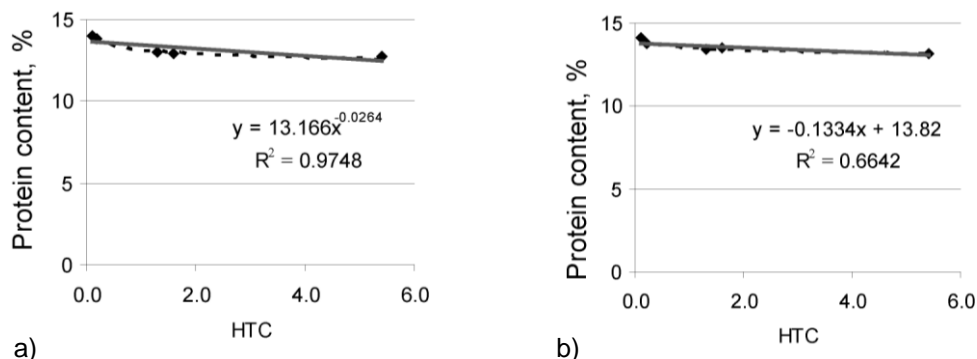 15
10
5
0
Protein content, %
y = 13.166x^-0.0264
R² = 0.9748
0.0 2.0 4.0 6.0
HTC
a)
15
10
5
0
Protein content, %
y = -0.1334x + 13.82
R² = 0.6642
0.0 2.0 4.0 6.0
HTC
b)